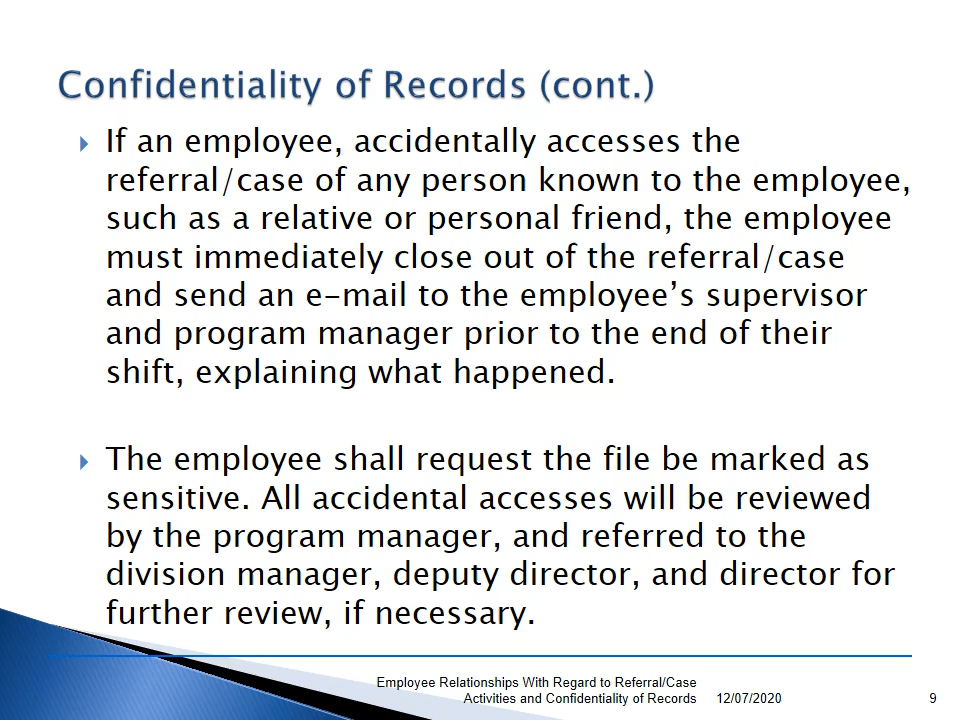 Confidentiality of Records (cont.)
If an employee, accidentally accesses the
referral/case of any person known to the employee,
such as a relative or personal friend, the employee
must immediately close out of the referral/case
and send an e-mail to the employee’s supervisor
and program manager prior to the end of their
shift, explaining what happened.
The employee shall request the file be marked as
sensitive. All accidental accesses will be reviewed
by the program manager, and referred to the
division manager, deputy director, and director for
further review, if necessary.
Employee Relationships With Regard to Referral/Case
Activities and Confidentiality of Records 12/07/2020 9